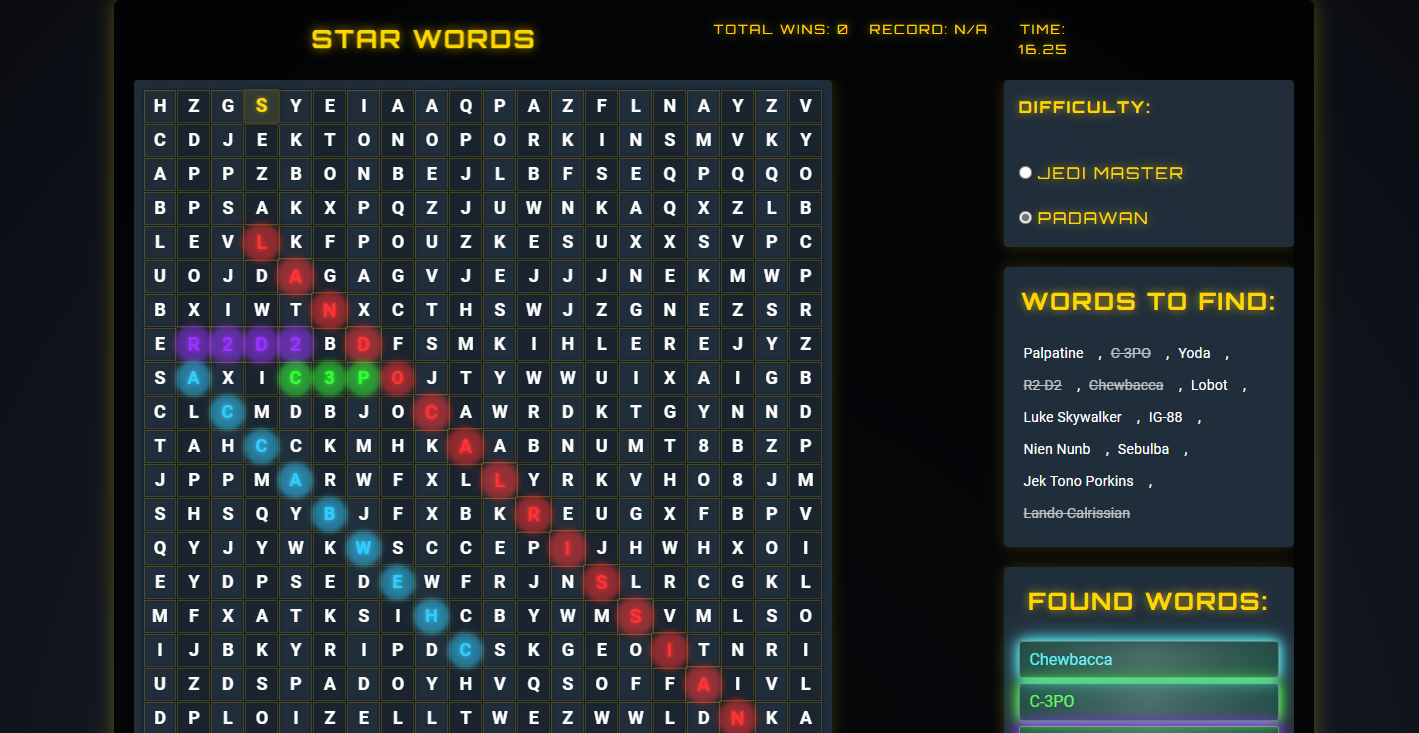 STAR WORDS
TOTAL WINS: 0 RECORD: N/A TIME: 16.25
H Z G S Y E I A A Q P A Z F L N A Y Z V
C D J E K T O N O P O R K I N S M V K Y
A P P Z B O N B E J L B F S E Q P Q Q O
B P S A K X P Q Z J U W N K A Q X Z L B
L E V L K F P O U Z K E S U X X S V P C
U O J D A G A G V J E J J J N E K M W P
B X I W T N X C T H S W J Z G N E Z S R
E R 2 D 2 B D F S M K I H L E R E J Y Z
S A X I C 3 P O J T Y W W U I X A I G B
C L C M D B J O C A W R D K T G Y N N D
T A H C C K M H K A A B N U M T 8 B Z P
J P P M A R W F X L L Y R K V H O 8 J M
S H S Q Y B J F X B K R E U G X F B P V
Q Y J Y W K W S C C E P I J H W H X O I
E Y D P S E D E W F R J N S L R C G K L
M F X A T K S I H C B Y W M S V M L S O
I J B K Y R I P D C S K G E O I T N R I
U Z D S P A D O Y H V Q S O F F A I V L
D P L O I Z E L L T W E Z W W L D N K A
DIFFICULTY:
JEDI MASTER
PADAWAN
WORDS TO FIND:
Palpatine , C-3PO , Yoda ,
R2-D2 , Chewbacca , Lobot ,
Luke Skywalker , IG-88 ,
Nien Nunb , Sebulba ,
Jek Tono Porkins ,
Lando Calrissian
FOUND WORDS:
Chewbacca
C-3PO